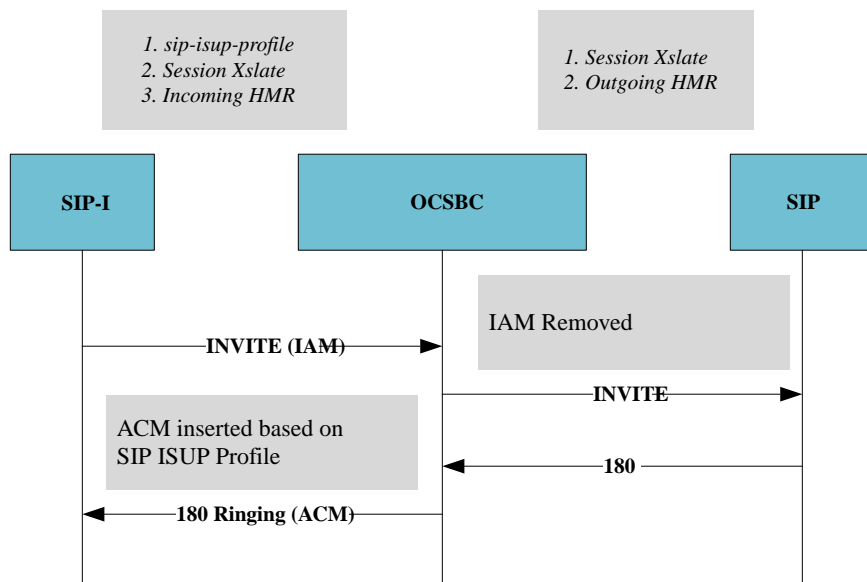 1. sip-isup-profile
2. Session Xslate
3. Incoming HMR
1. Session Xslate
2. Outgoing HMR
SIP-I
OCSBC
SIP
IAM Removed
INVITE (IAM)
INVITE
ACM inserted based on
SIP ISUP Profile
180
180 Ringing (ACM)